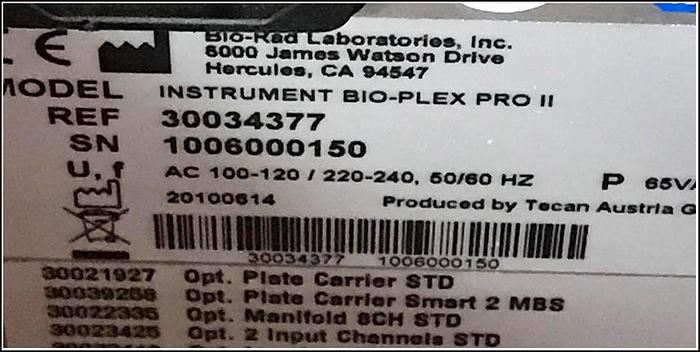 CE
Bio-Rad Laboratories, Inc.
6000 James Watson Drive
Hercules, CA 94547
MODEL INSTRUMENT BIO-PLEX PRO II
REF 30034377
SN 1006000150
U, f AC 100-120 / 220-240, 50/60 HZ P 65VA
20100614 Produced by Tecan Austria G
30034377 1006000150
30021927 Opt. Plate Carrier STD
30039258 Opt. Plate Carrier Smart 2 MBS
30022335 Opt. Manifold 8CH STD
30023425 Opt. 2 Input Channels STD